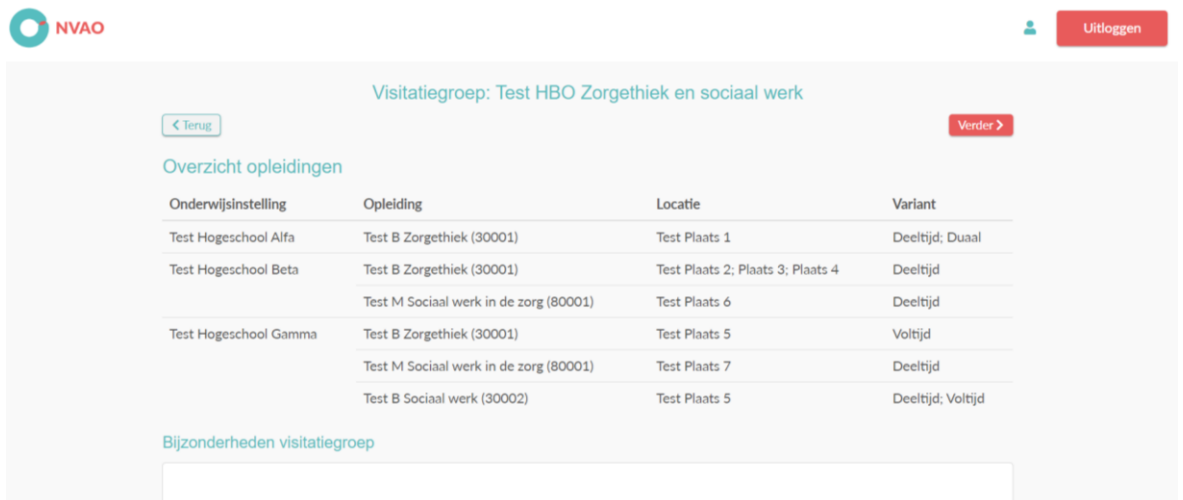 NVAO
Uitloggen
Visitatiegroep: Test HBO Zorgethiek en sociaal werk
Terug
Verder
Overzicht opleidingen
Onderwijsinstelling Opleiding Locatie Variant
Test Hogeschool Alfa Test B Zorgethiek (30001) Test Plaats 1 Deeltijd; Duaal
Test Hogeschool Beta Test B Zorgethiek (30001) Test Plaats 2; Plaats 3; Plaats 4 Deeltijd
Test M Sociaal werk in de zorg (80001) Test Plaats 6 Deeltijd
Test Hogeschool Gamma Test B Zorgethiek (30001) Test Plaats 5 Voltijd
Test M Sociaal werk in de zorg (80001) Test Plaats 7 Deeltijd
Test B Sociaal werk (30002) Test Plaats 5 Deeltijd; Voltijd
Bijzonderheden visitatiegroep